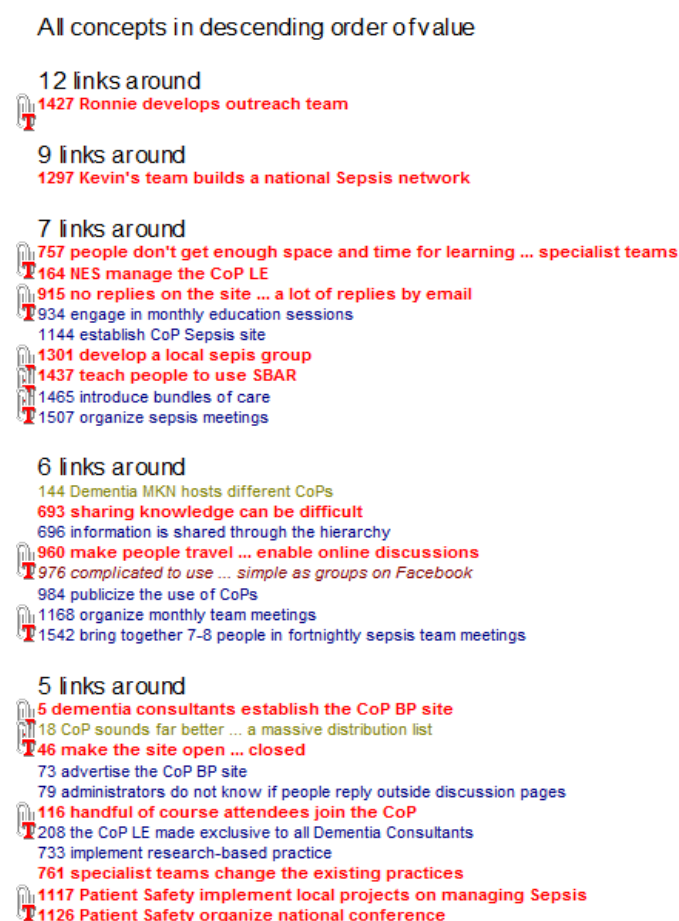 All concepts in descending order of value
12 links around
1427 Ronnie develops outreach team
9 links around
1297 Kevin's team builds a national Sepsis network
7 links around
757 people don't get enough space and time for learning ... specialist teams
164 NES manage the CoP LE
915 no replies on the site ... a lot of replies by email
934 engage in monthly education sessions
1144 establish CoP Sepsis site
1301 develop a local sepis group
1437 teach people to use SBAR
1465 introduce bundles of care
1507 organize sepsis meetings
6 links around
144 Dementia MKN hosts different CoPs
693 sharing knowledge can be difficult
696 information is shared through the hierarchy
960 make people travel ... enable online discussions
976 complicated to use ... simple as groups on Facebook
984 publicize the use of CoPs
1168 organize monthly team meetings
1542 bring together 7-8 people in fortnightly sepsis team meetings
5 links around
5 dementia consultants establish the CoP BP site
18 CoP sounds far better ... a massive distribution list
46 make the site open ... closed
73 advertise the CoP BP site
79 administrators do not know if people reply outside discussion pages
116 handful of course attendees join the CoP
208 the CoP LE made exclusive to all Dementia Consultants
733 implement research-based practice
761 specialist teams change the existing practices
1117 Patient Safety implement local projects on managing Sepsis
1126 Patient Safety organize national conference